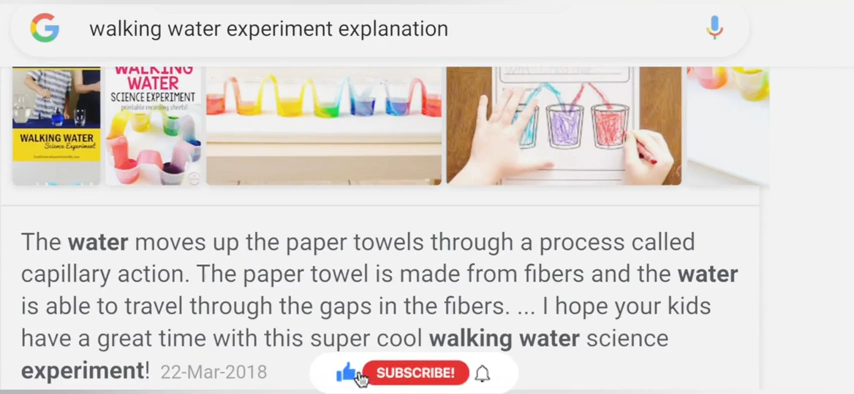 walking water experiment explanation
WALKING
WATER
SCIENCE EXPERIMENT
printable recording sheets!
WALKING WATER
Science Experiment
The water moves up the paper towels through a process called
capillary action. The paper towel is made from fibers and the water
is able to travel through the gaps in the fibers. ... I hope your kids
have a great time with this super cool walking water science
experiment! 22-Mar-2018
SUBSCRIBE!